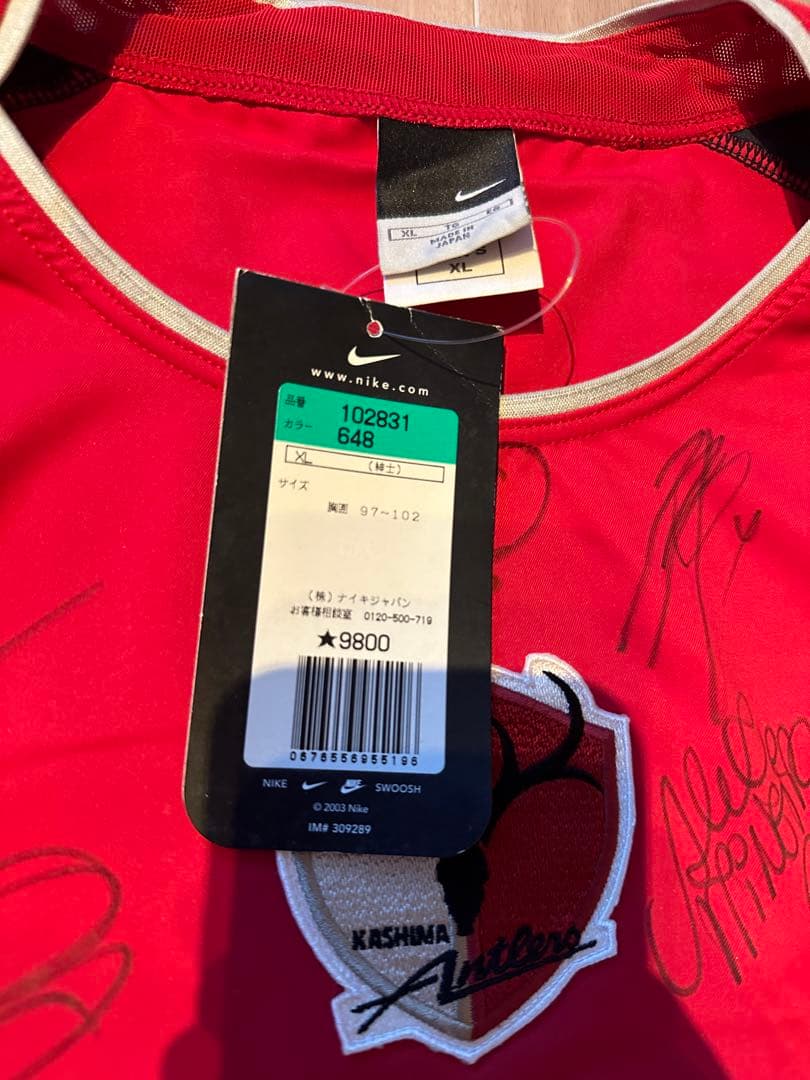 XL TG EG
MADE IN
JAPAN
XL
www.nike.com
品番 102831
カラー 648
XL (紳士)
サイズ
胸囲 97~102
(株)ナイキジャパン
お客様相談室 0120-500-719
★9800
0676556955196
NIKE SWOOSH
© 2003 Nike
IM# 309289
KASHIMA
Antlers